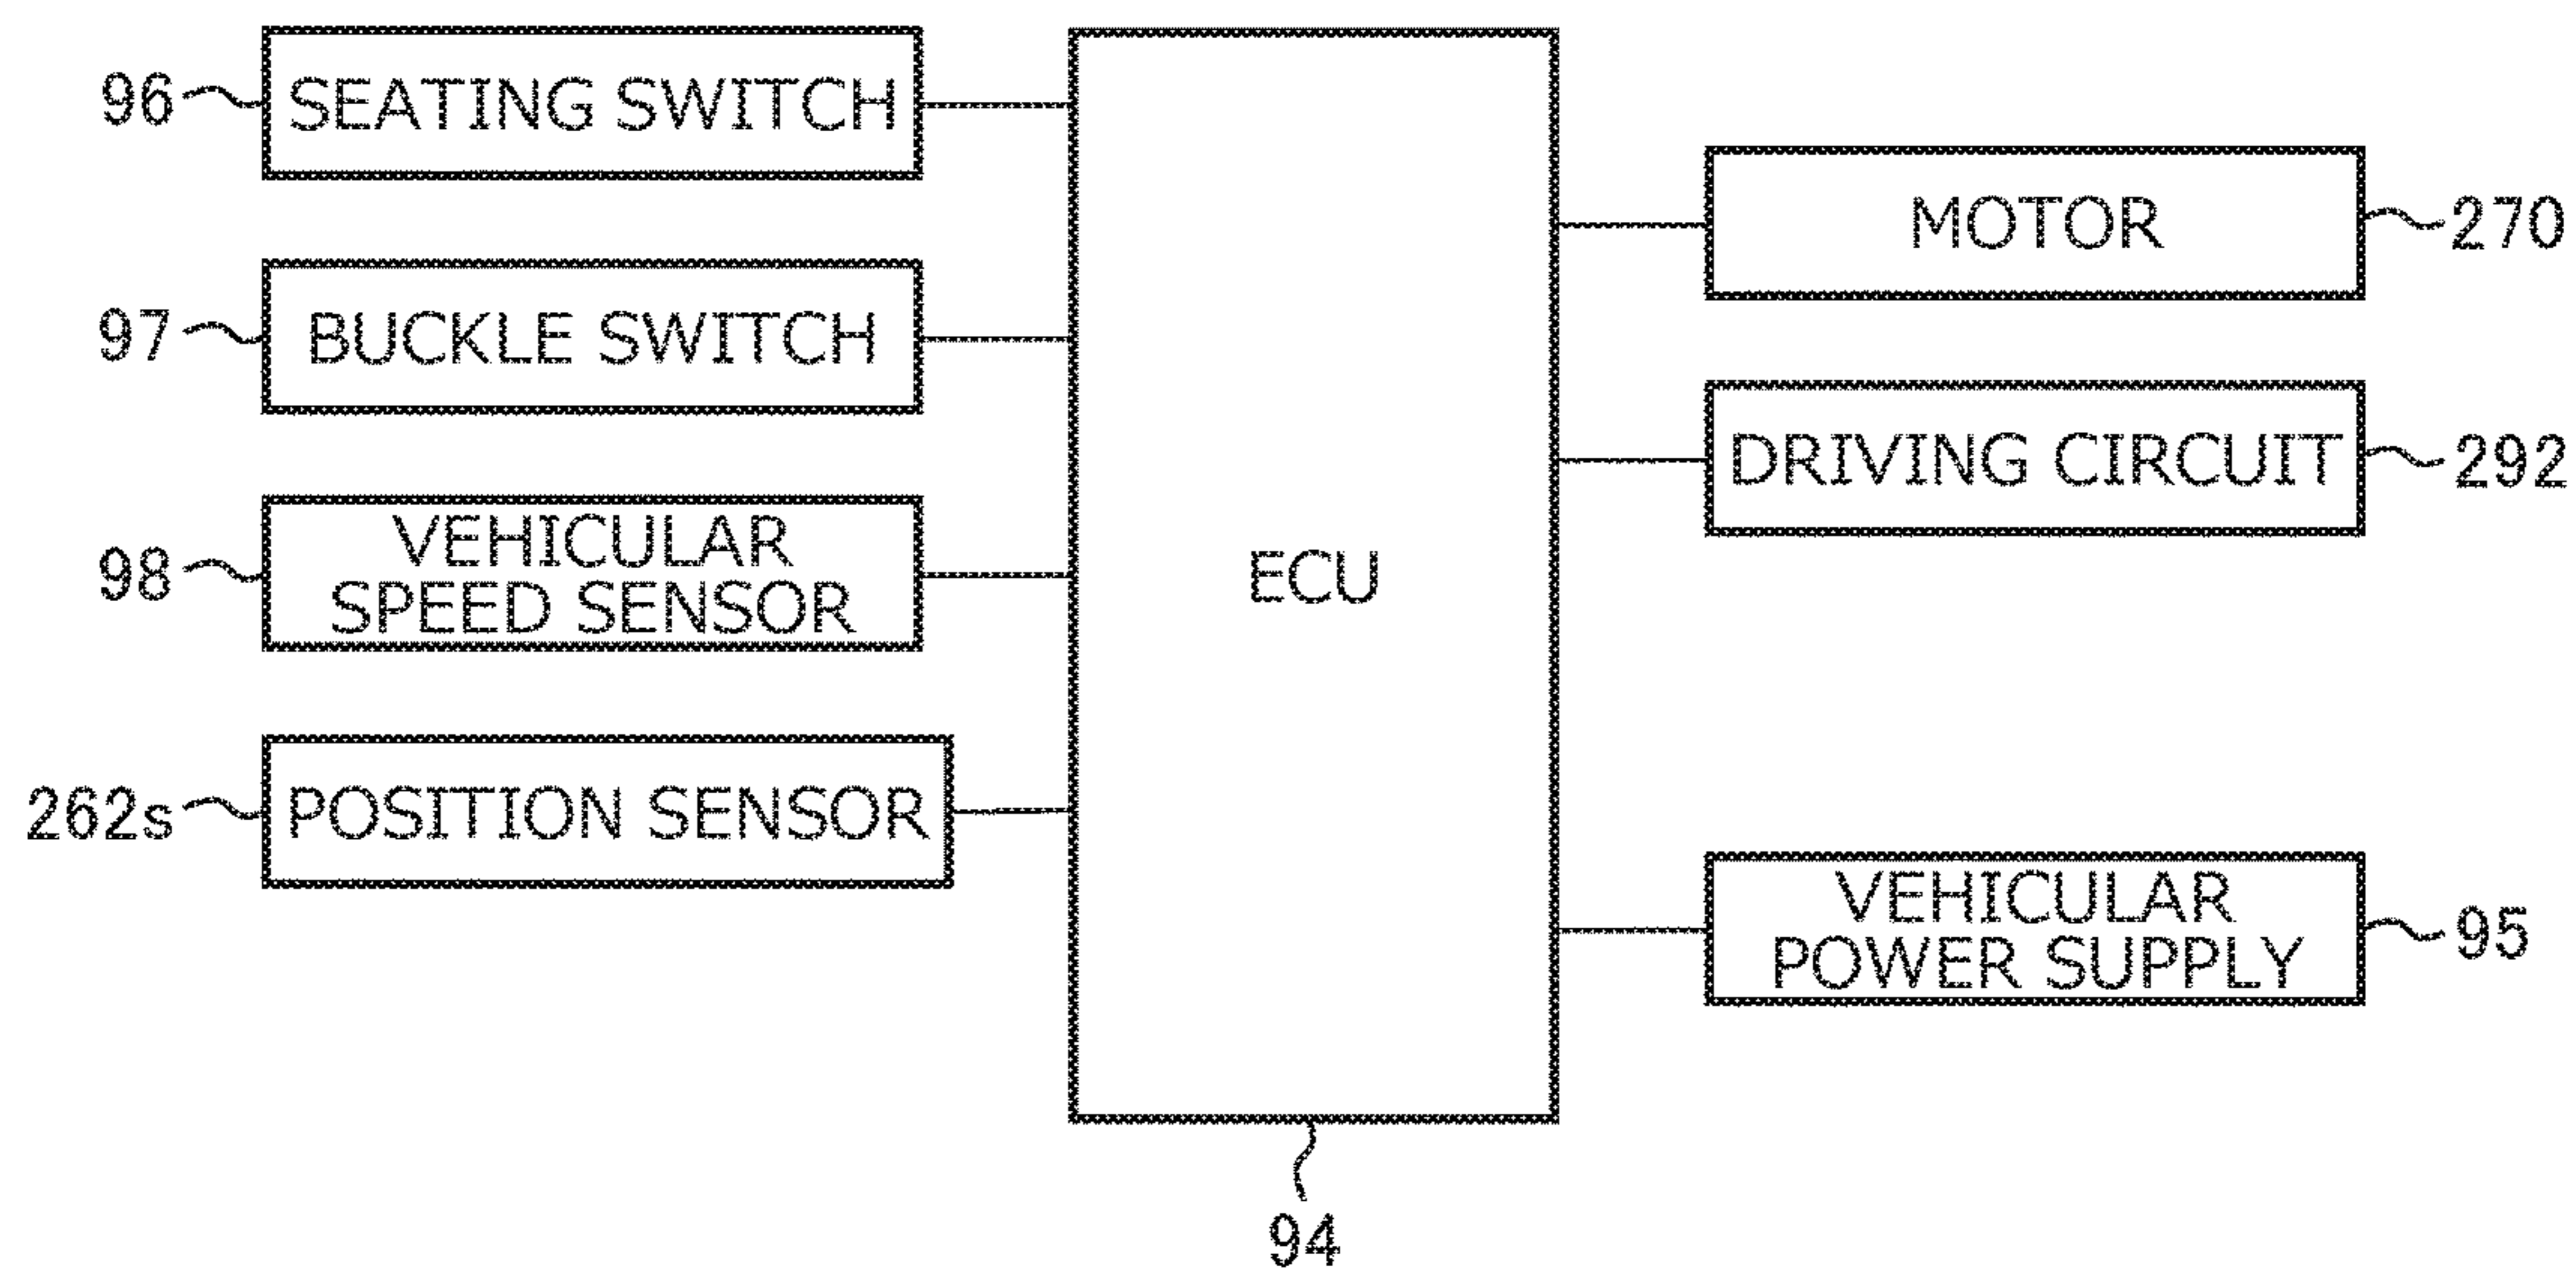 96
SEATING SWITCH
97
BUCKLE SWITCH
98
VEHICULAR
SPEED SENSOR
262s
POSITION SENSOR
ECU
94
MOTOR
270
DRIVING CIRCUIT
292
VEHICULAR
POWER SUPPLY
95